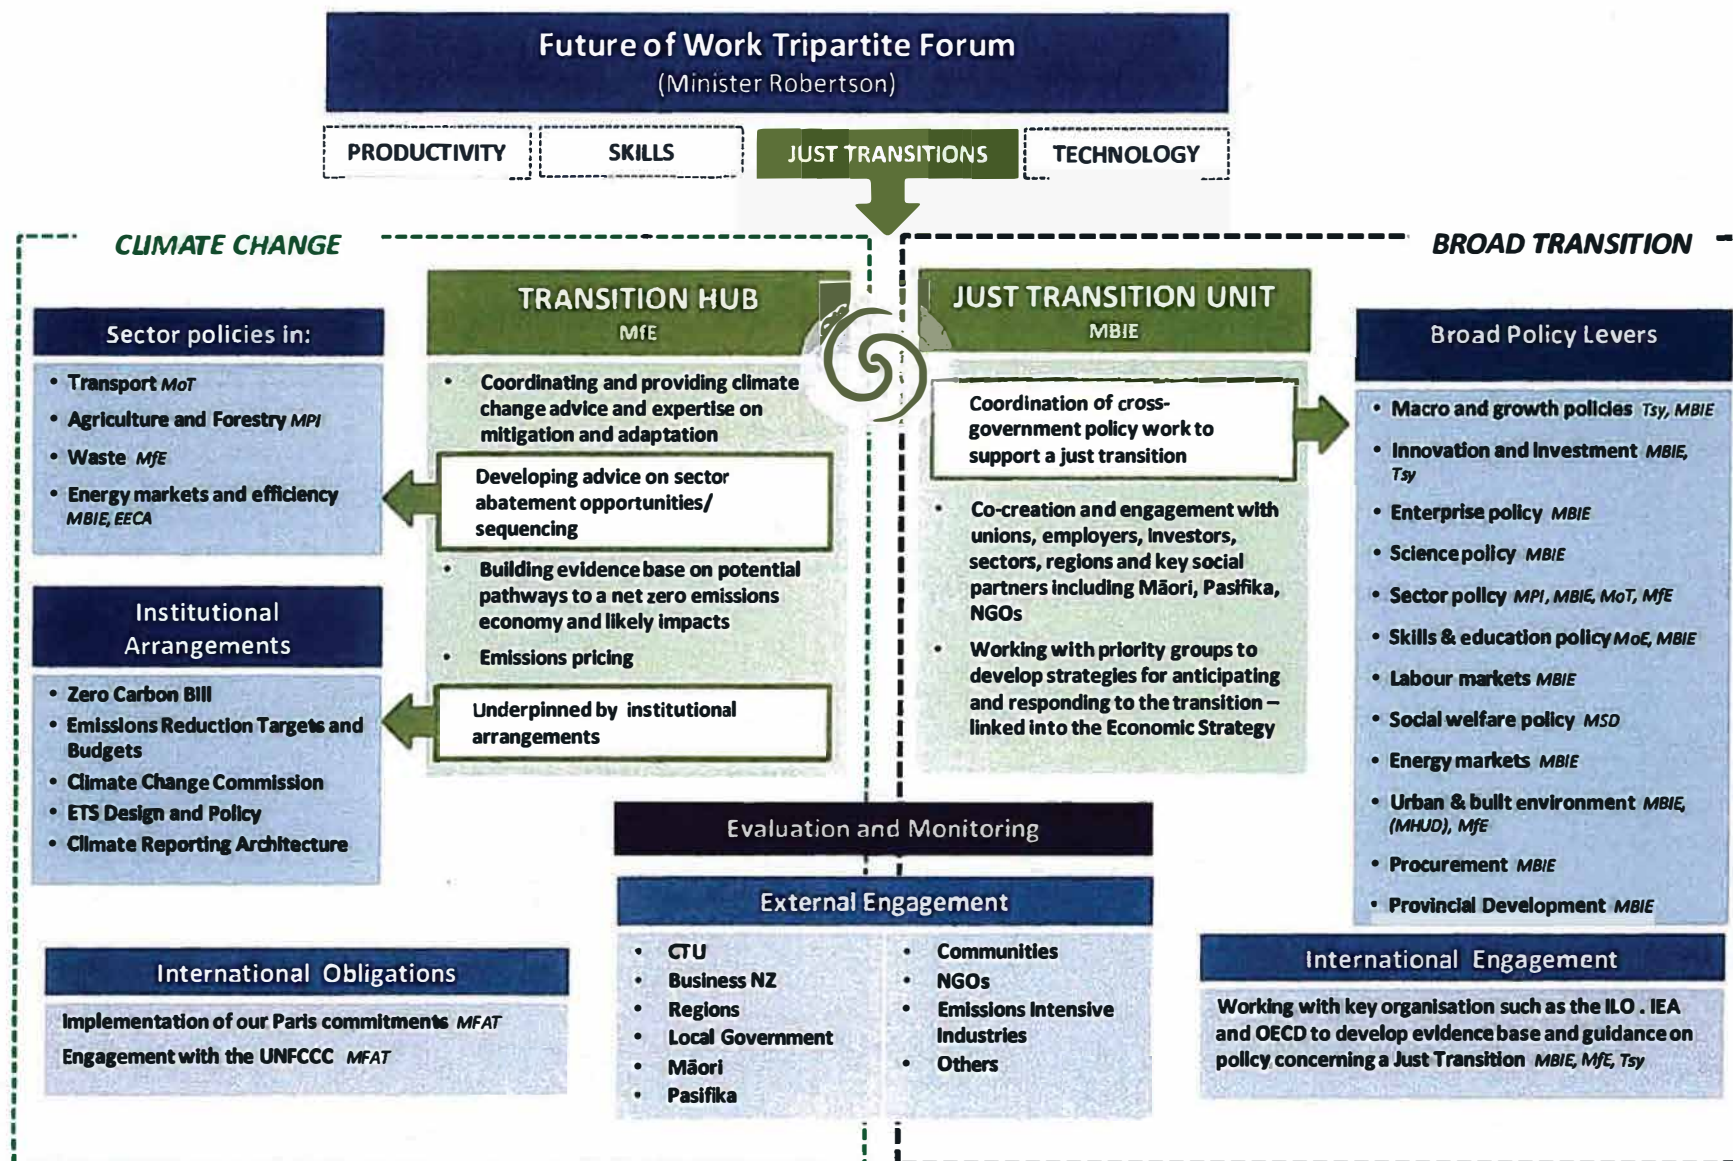 Future of Work Tripartite Forum
(Minister Robertson)
PRODUCTIVITY
SKILLS
JUST TRANSITIONS
TECHNOLOGY
CLIMATE CHANGE
BROAD TRANSITION
Sector policies in:
• Transport MoT
• Agriculture and Forestry MPI
• Waste MfE
• Energy markets and efficiency
MBIE, EECA
Institutional
Arrangements
• Zero Carbon Bill
• Emissions Reduction Targets and
Budgets
• Climate Change Commission
• ETS Design and Policy
• Climate Reporting Architecture
TRANSITION HUB
MfE
• Coordinating and providing climate
change advice and expertise on
mitigation and adaptation
Developing advice on sector
abatement opportunities/
sequencing
• Building evidence base on potential
pathways to a net zero emissions
economy and likely impacts
• Emissions pricing
Underpinned by institutional
arrangements
JUST TRANSITION UNIT
MBIE
Coordination of cross-
government policy work to
support a just transition
• Co-creation and engagement with
unions, employers, investors,
sectors, regions and key social
partners including Māori, Pasifika,
NGOs
• Working with priority groups to
develop strategies for anticipating
and responding to the transition –
linked into the Economic Strategy
Broad Policy Levers
• Macro and growth policies Tsy, MBIE
• Innovation and Investment MBIE,
Tsy
• Enterprise policy MBIE
• Science policy MBIE
• Sector policy MPI, MBIE, MoT, MfE
• Skills & education policy MoE, MBIE
• Labour markets MBIE
• Social welfare policy MSD
• Energy markets MBIE
• Urban & built environment MBIE,
(MHUD), MfE
• Procurement MBIE
• Provincial Development MBIE
Evaluation and Monitoring
External Engagement
• CTU
• Business NZ
• Regions
• Local Government
• Māori
• Pasifika
• Communities
• NGOs
• Emissions Intensive
Industries
• Others
International Obligations
Implementation of our Paris commitments MFAT
Engagement with the UNFCCC MFAT
International Engagement
Working with key organisation such as the ILO . IEA
and OECD to develop evidence base and guidance on
policy concerning a Just Transition MBIE, MfE, Tsy